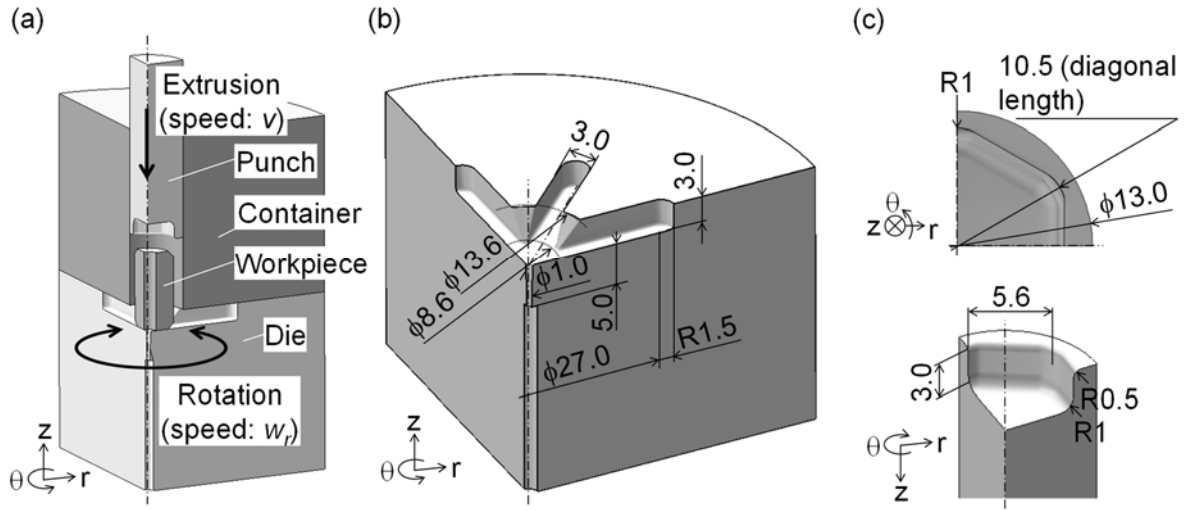 (a)
Extrusion
(speed: v)
Punch
Container
Workpiece
Die
Rotation
(speed: wr)
z
θ
r
(b)
3.0
3.0
ϕ13.6
ϕ8.6
ϕ1.0
5.0
ϕ27.0
R1.5
z
θ
r
(c)
10.5 (diagonal
length)
R1
ϕ13.0
θ
z
r
5.6
3.0
R0.5
R1
θ
r
z